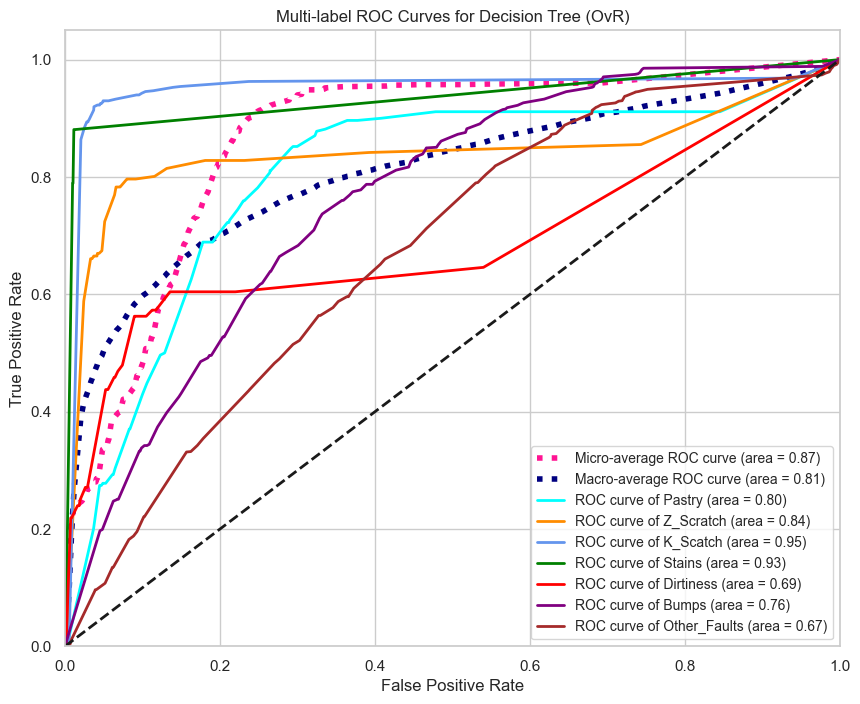 Multi-label ROC Curves for Decision Tree (OvR)
1.0
0.8
0.6
0.4
0.2
0.0
True Positive Rate
0.0 0.2 0.4 0.6 0.8 1.0
False Positive Rate
Micro-average ROC curve (area = 0.87)
Macro-average ROC curve (area = 0.81)
ROC curve of Pastry (area = 0.80)
ROC curve of Z_Scratch (area = 0.84)
ROC curve of K_Scatch (area = 0.95)
ROC curve of Stains (area = 0.93)
ROC curve of Dirtiness (area = 0.69)
ROC curve of Bumps (area = 0.76)
ROC curve of Other_Faults (area = 0.67)